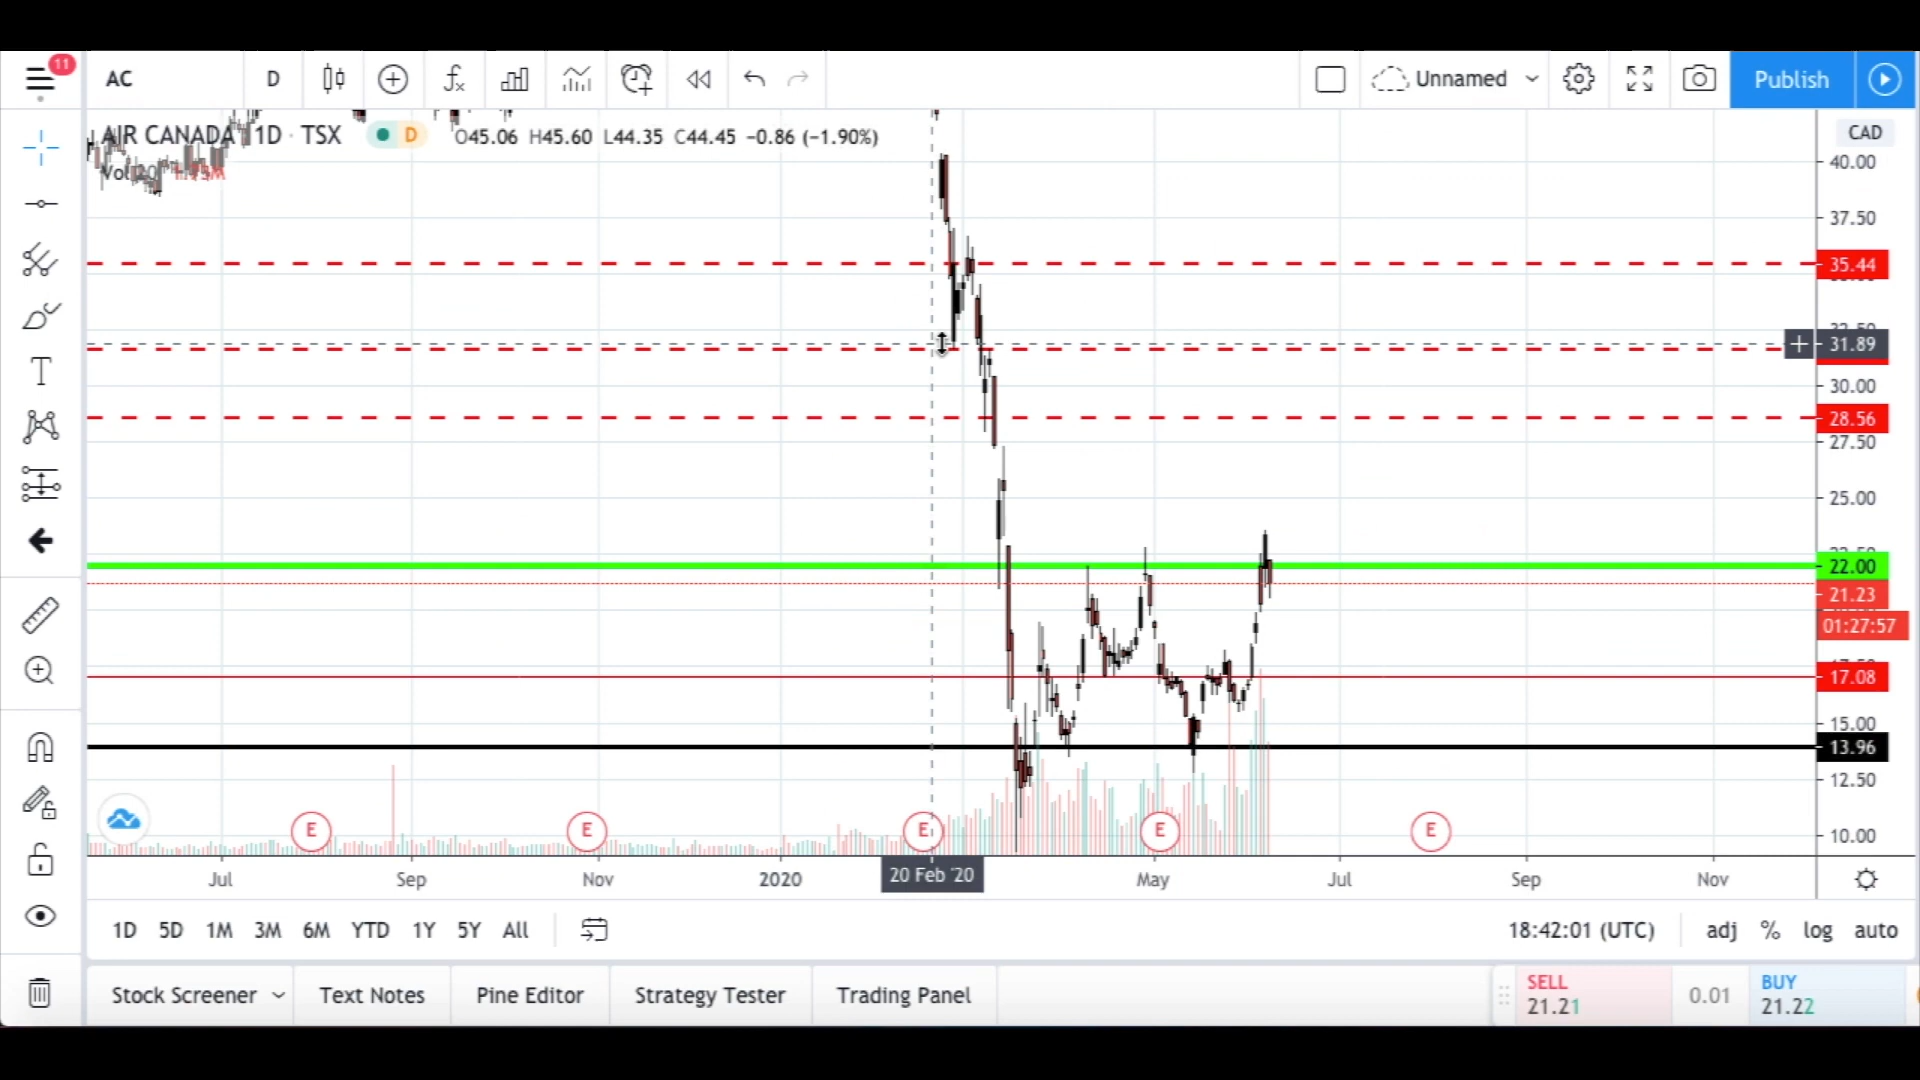 11 AC D Unnamed Publish
AIR CANADA 1D · TSX D O45.06 H45.60 L44.35 C44.45 −0.86 (−1.90%) CAD
Vol 20
40.00
37.50
35.44
31.89
30.00
28.56
27.50
25.00
22.00
21.23
01:27:57
17.08
15.00
13.96
12.50
10.00
E E E E E
Jul Sep Nov 2020 20 Feb '20 May Jul Sep Nov
1D 5D 1M 3M 6M YTD 1Y 5Y All 18:42:01 (UTC) adj % log auto
Stock Screener Text Notes Pine Editor Strategy Tester Trading Panel
SELL 21.21 0.01 BUY 21.22